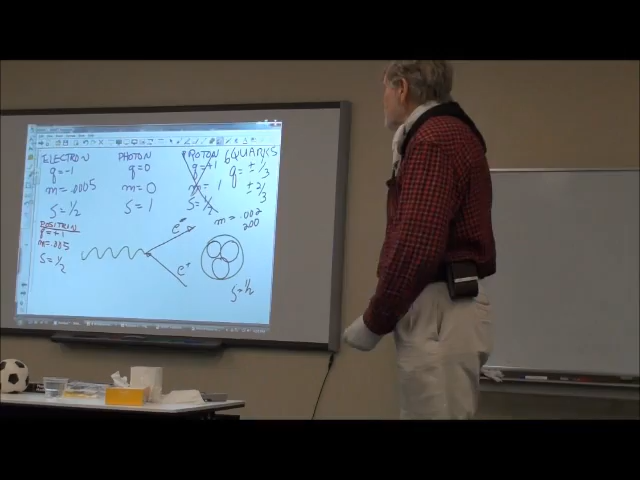 ELECTRON
q=-1
m=.0005
S=1/2
POSITRON
q=+1
m=.005
S=1/2
PHOTON
q=0
m=0
S=1
PROTON
q=+1
m=1
S=1/2
6 QUARKS
q=±1/3
±2/3
m=.002
200
S=1/2
e⁻
e⁺